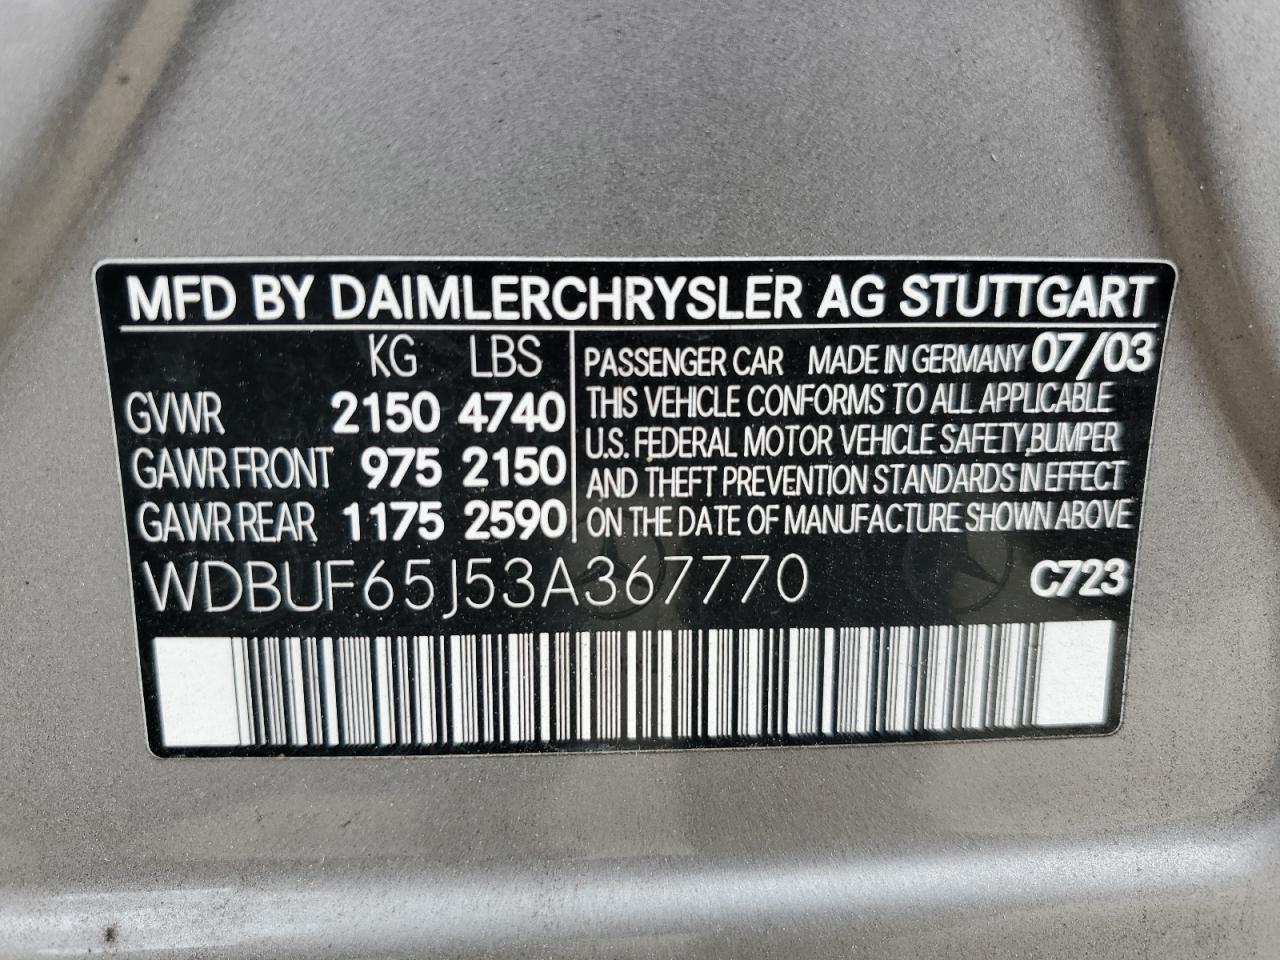 MFD BY DAIMLERCHRYSLER AG STUTTGART
KG LBS
GVWR 2150 4740
GAWR FRONT 975 2150
GAWR REAR 1175 2590
PASSENGER CAR MADE IN GERMANY 07/03
THIS VEHICLE CONFORMS TO ALL APPLICABLE
U.S. FEDERAL MOTOR VEHICLE SAFETY,BUMPER
AND THEFT PREVENTION STANDARDS IN EFFECT
ON THE DATE OF MANUFACTURE SHOWN ABOVE
WDBUF65J53A367770 C723